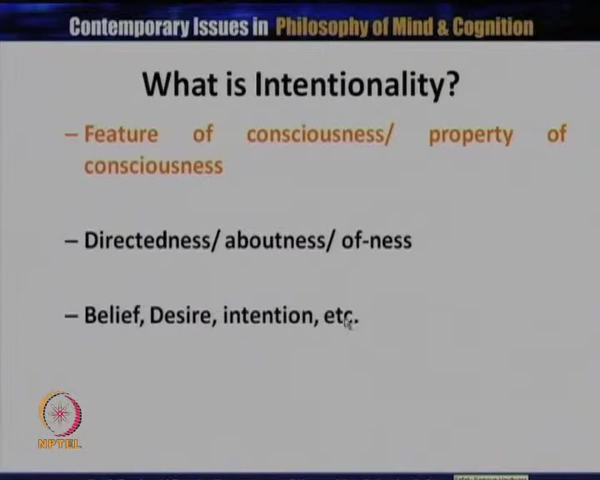 Contemporary Issues in Philosophy of Mind & Cognition
What is Intentionality?
– Feature of consciousness/ property of
consciousness
– Directedness/ aboutness/ of-ness
– Belief, Desire, intention, etc.
NPTEL